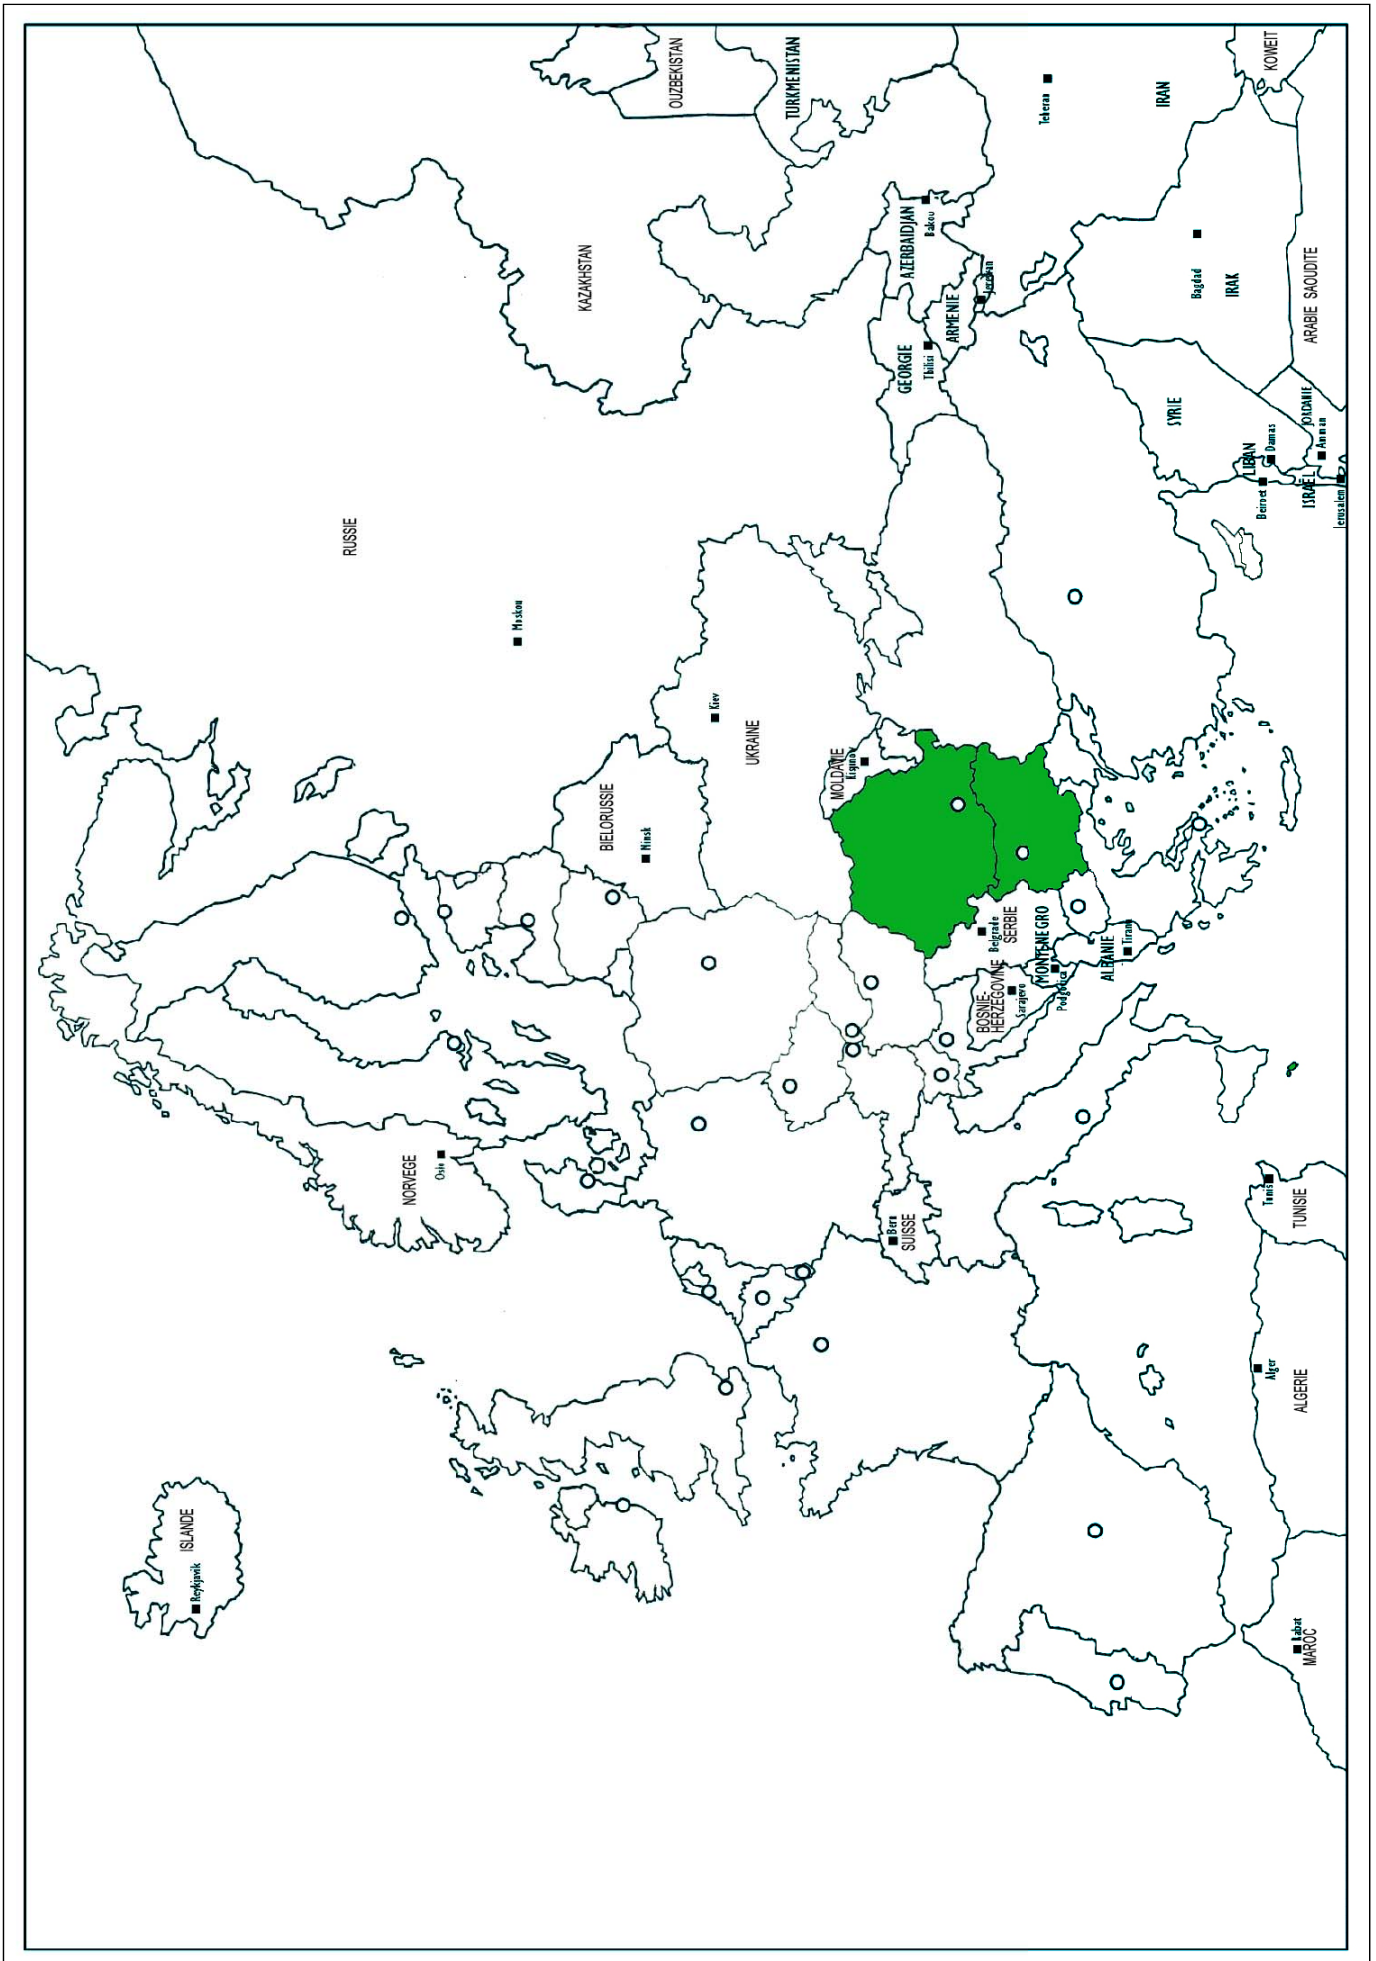 ISLANDE
Reykjavik
NORVEGE
Oslo
RUSSIE
Moskou
KAZAKHSTAN
OUZBEKISTAN
TURKMENISTAN
BIELORUSSIE
Minsk
UKRAINE
Kiev
MOLDAVIE
SUISSE
Bern
SERBIE
Belgrade
BOSNIE-
HERZEGOVINE
Sarajevo
MONTENEGRO
Podgorica
ALBANIE
Tirana
GEORGIE
Tbilisi
ARMENIE
Jerevan
AZERBAIDJAN
Bakou
Teheran
IRAN
IRAK
Bagdad
KOWEIT
ARABIE SAOUDITE
SYRIE
Damas
LIBAN
Beiroet
ISRAËL
Jerusalem
JORDANIE
Amman
TUNISIE
Tunis
ALGERIE
Alger
MAROC
Rabat